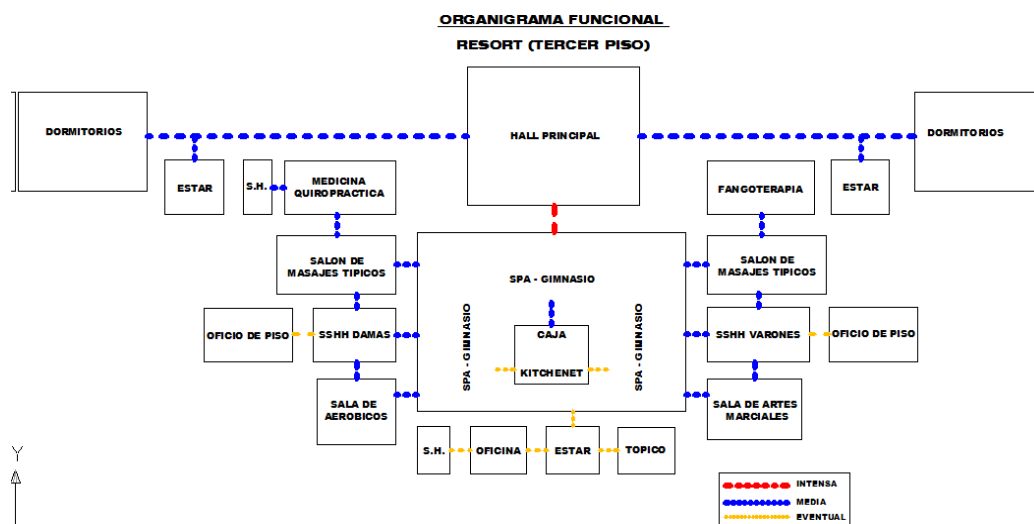 ORGANIGRAMA FUNCIONAL
RESORT (TERCER PISO)
DORMITORIOS
HALL PRINCIPAL
DORMITORIOS
ESTAR
S.H.
MEDICINA
QUIROPRACTICA
FANGOTERAPIA
ESTAR
SALON DE
MASAJES TIPICOS
SPA - GIMNASIO
SALON DE
MASAJES TIPICOS
OFICIO DE PISO
SSHH DAMAS
SPA - GIMNASIO
CAJA
KITCHENET
SPA - GIMNASIO
SSHH VARONES
OFICIO DE PISO
SALA DE
AEROBICOS
SALA DE ARTES
MARCIALES
S.H.
OFICINA
ESTAR
TOPICO
Y
INTENSA
MEDIA
EVENTUAL